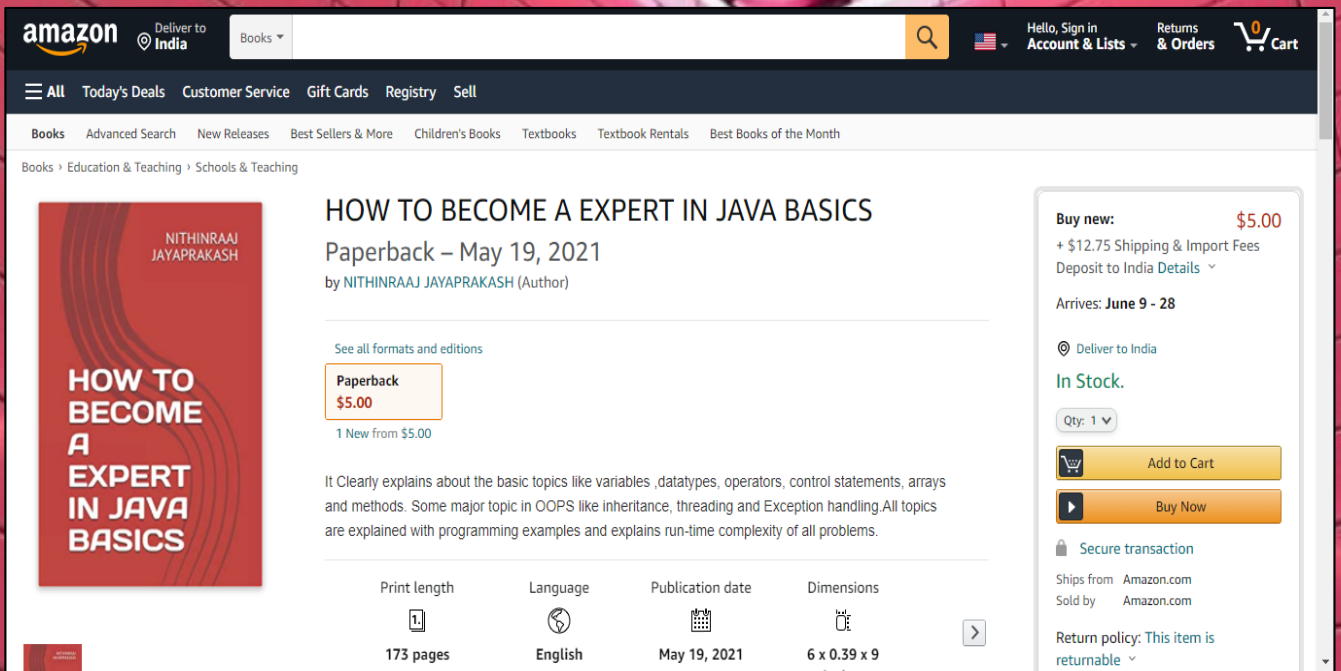 amazon
Deliver to
India
Books
Hello, Sign in
Account & Lists
Returns
& Orders
0
Cart
All Today's Deals Customer Service Gift Cards Registry Sell
Books Advanced Search New Releases Best Sellers & More Children's Books Textbooks Textbook Rentals Best Books of the Month
Books › Education & Teaching › Schools & Teaching
NITHINRAAJ
JAYAPRAKASH
HOW TO
BECOME
A
EXPERT
IN JAVA
BASICS
HOW TO BECOME A EXPERT IN JAVA BASICS
Paperback – May 19, 2021
by NITHINRAAJ JAYAPRAKASH (Author)
See all formats and editions
Paperback
$5.00
1 New from $5.00
It Clearly explains about the basic topics like variables ,datatypes, operators, control statements, arrays
and methods. Some major topic in OOPS like inheritance, threading and Exception handling.All topics
are explained with programming examples and explains run-time complexity of all problems.
Print length Language Publication date Dimensions
1.
173 pages English May 19, 2021 6 x 0.39 x 9
Buy new: $5.00
+ $12.75 Shipping & Import Fees
Deposit to India Details
Arrives: June 9 - 28
Deliver to India
In Stock.
Qty: 1
Add to Cart
Buy Now
Secure transaction
Ships from Amazon.com
Sold by Amazon.com
Return policy: This item is
returnable